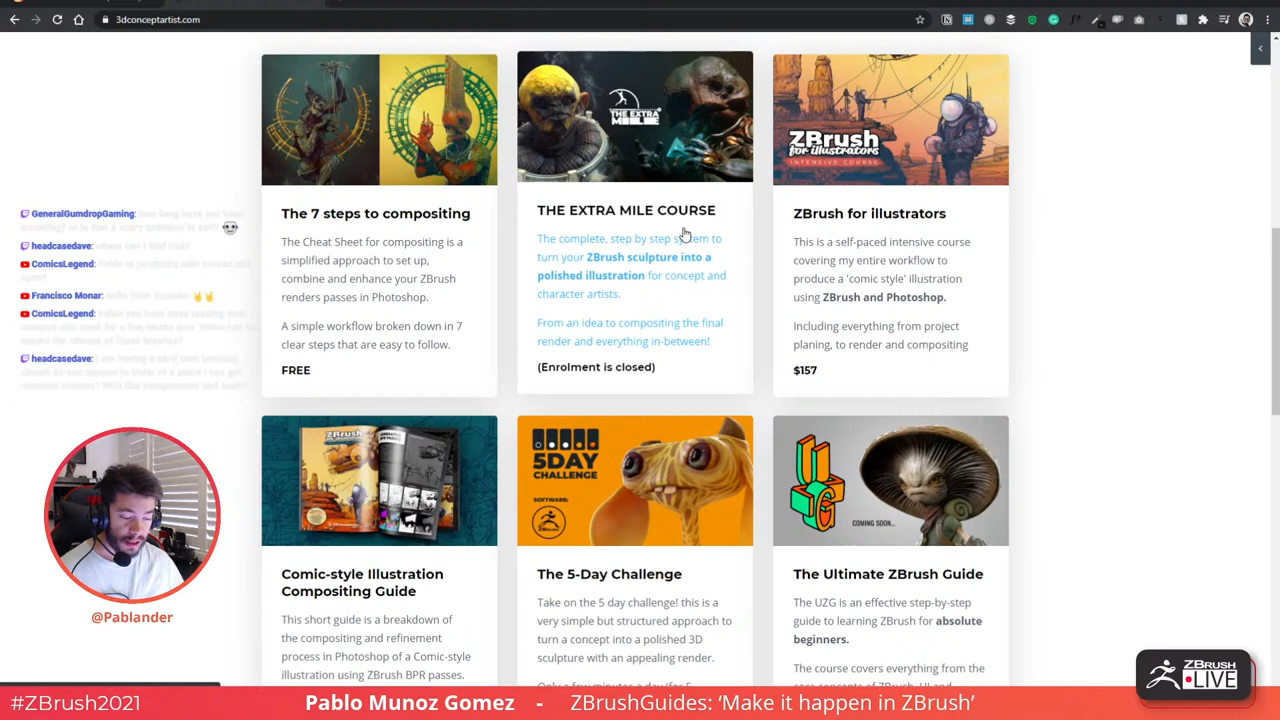 3dconceptartist.com
THE EXTRA MILE
ZBrush
for illustrators
INTENSIVE COURSE
The 7 steps to compositing
The Cheat Sheet for compositing is a
simplified approach to set up,
combine and enhance your ZBrush
renders passes in Photoshop.
A simple workflow broken down in 7
clear steps that are easy to follow.
FREE
THE EXTRA MILE COURSE
The complete, step by step system to
turn your ZBrush sculpture into a
polished illustration for concept and
character artists.
From an idea to compositing the final
render and everything in-between!
(Enrolment is closed)
ZBrush for illustrators
This is a self-paced intensive course
covering my entire workflow to
produce a 'comic style' illustration
using ZBrush and Photoshop.
Including everything from project
planing, to render and compositing
$157
GeneralGumdropGaming:
headcasedave:
ComicsLegend:
Francisco Monar:
ComicsLegend:
headcasedave:
ZBrush
5DAY
CHALLENGE
SOFTWARE:
UZG
COMING SOON...
Comic-style Illustration
Compositing Guide
This short guide is a breakdown of
the compositing and refinement
process in Photoshop of a Comic-style
illustration using ZBrush BPR passes.
The 5-Day Challenge
Take on the 5 day challenge! this is a
very simple but structured approach to
turn a concept into a polished 3D
sculpture with an appealing render.
Only a few minutes a day (for 5
The Ultimate ZBrush Guide
The UZG is an effective step-by-step
guide to learning ZBrush for absolute
beginners.
The course covers everything from the
@Pablander
ZBRUSH
LIVE
#ZBrush2021
Pablo Munoz Gomez - ZBrushGuides: 'Make it happen in ZBrush'